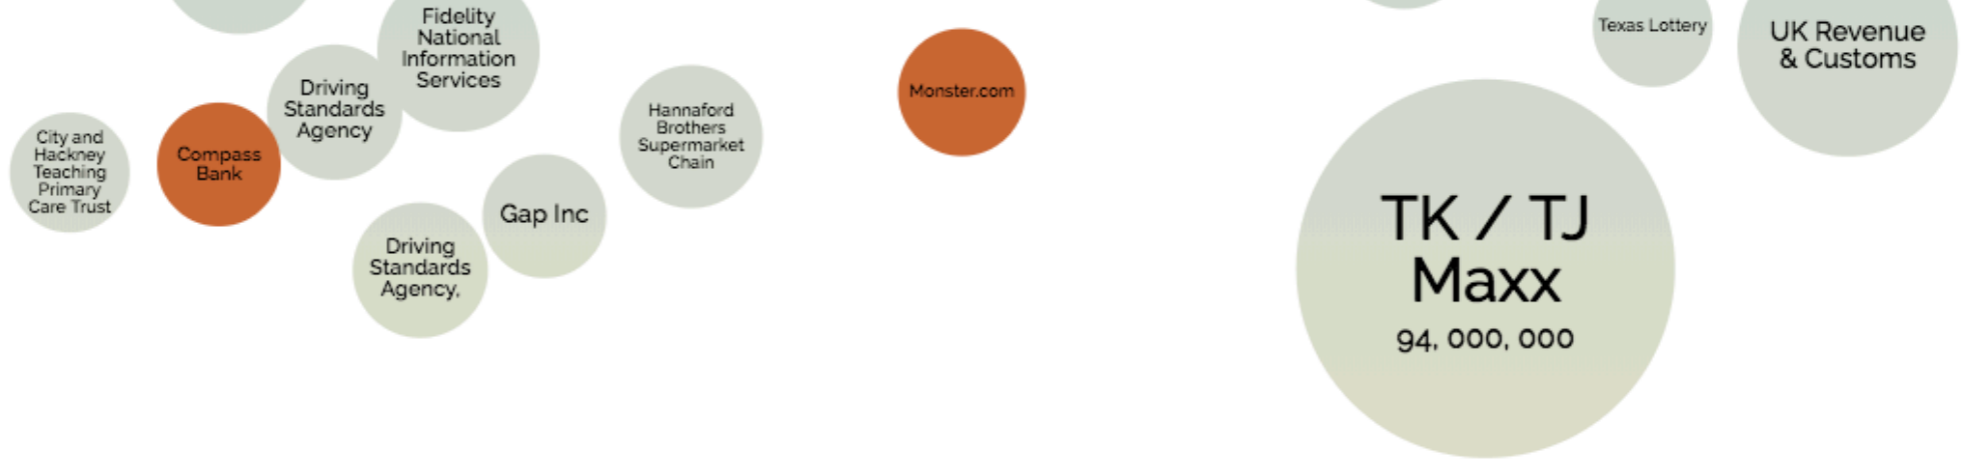 Fidelity
National
Information
Services
Driving
Standards
Agency
City and
Hackney
Teaching
Primary
Care Trust
Compass
Bank
Hannaford
Brothers
Supermarket
Chain
Gap Inc
Driving
Standards
Agency,
Monster.com
Texas Lottery
UK Revenue
& Customs
TK / TJ
Maxx
94, 000, 000